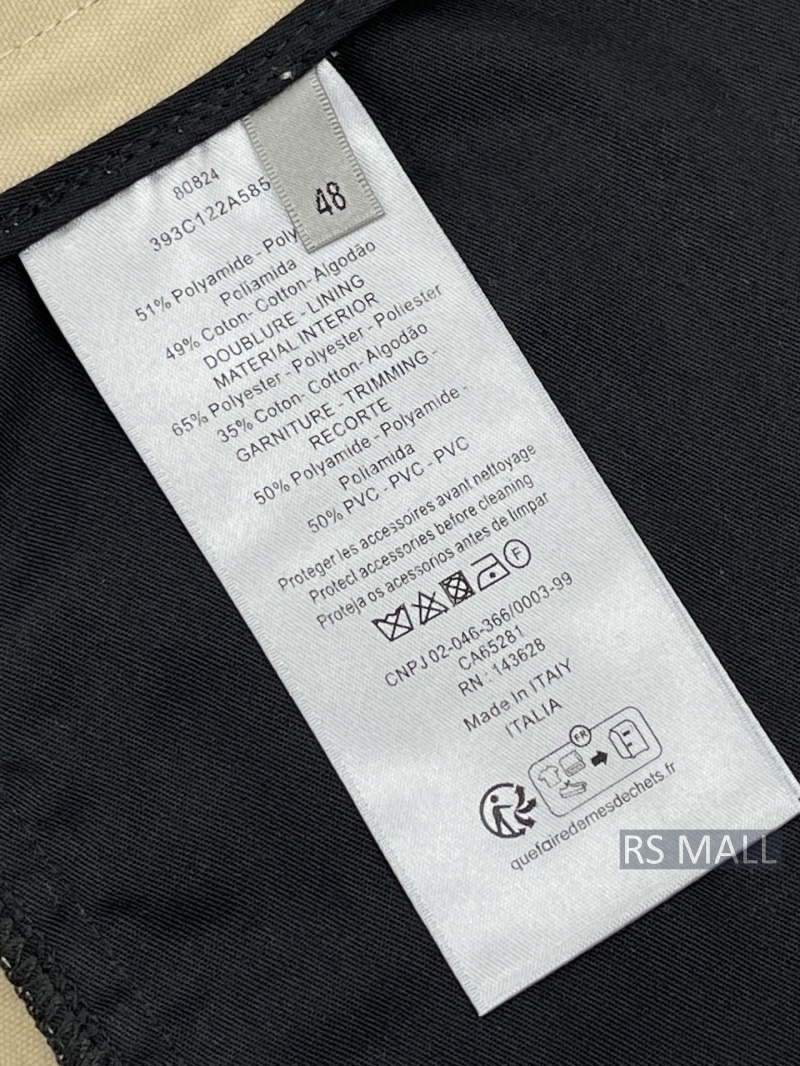 48
80824
393C122A585
51% Polyamide - Poly
Poliamida
49% Coton- Cotton- Algodão
DOUBLURE - LINING
MATERIAL INTERIOR
65% Polyester - Polyester - Poliester
35% Coton- Cotton- Algodão
GARNITURE - TRIMMING -
RECORTE
50% Polyamide - Polyamide -
Poliamida
50% PVC - PVC - PVC
Proteger les accessoires avant nettoyage
Protect accessories before cleaning
Proteja os acessorios antes de limpar
F
CNPJ 02-046-366/0003-99
CA65281
RN : 143628
Made In ITAIY
ITALIA
FR
quefairedemesdechets.fr
RS MALL